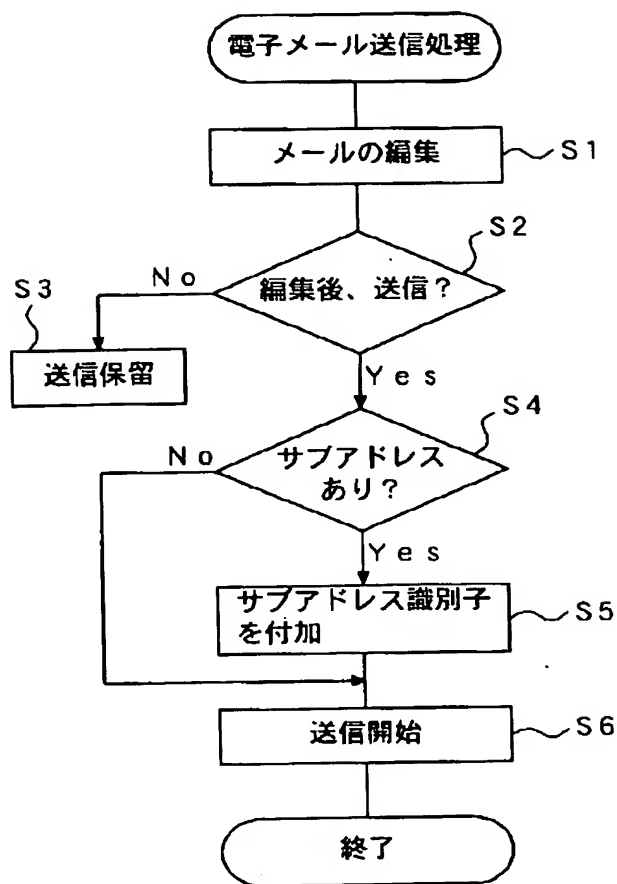 電子メール送信処理
メールの編集
S1
S2
編集後、送信?
No
S3
送信保留
Yes
S4
サブアドレス
あり?
No
Yes
サブアドレス識別子
を付加
S5
送信開始
S6
終了